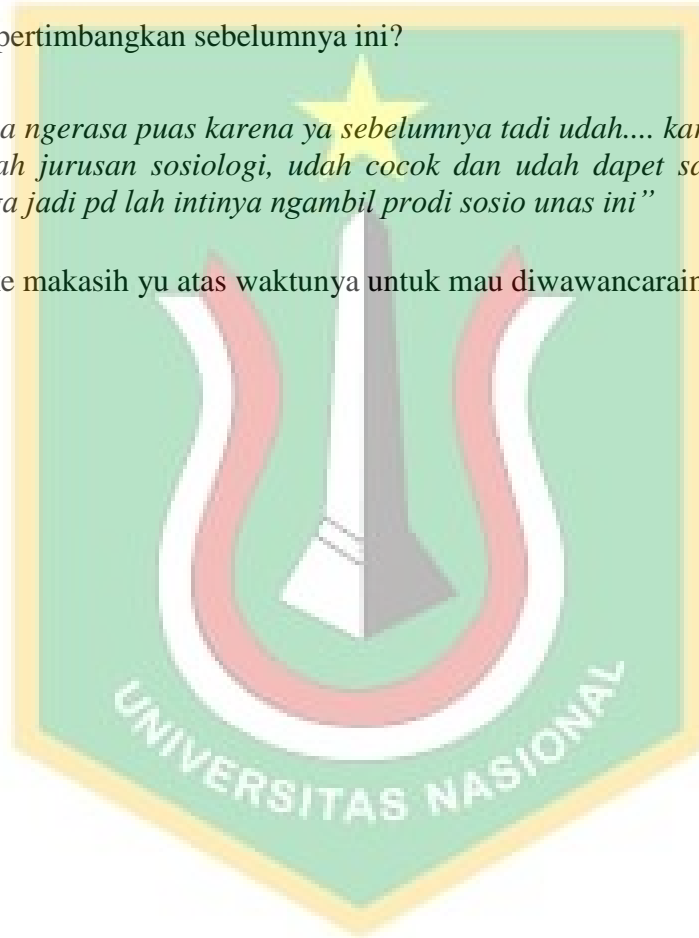 pertimbangkan sebelumnya ini?
a ngerasa puas karena ya sebelumnya tadi udah.... kar
ah jurusan sosiologi, udah cocok dan udah dapet sa
a jadi pd lah intinya ngambil prodi sosio unas ini”
e makasih yu atas waktunya untuk mau diwawancarain
UNIVERSITAS NASIONAL